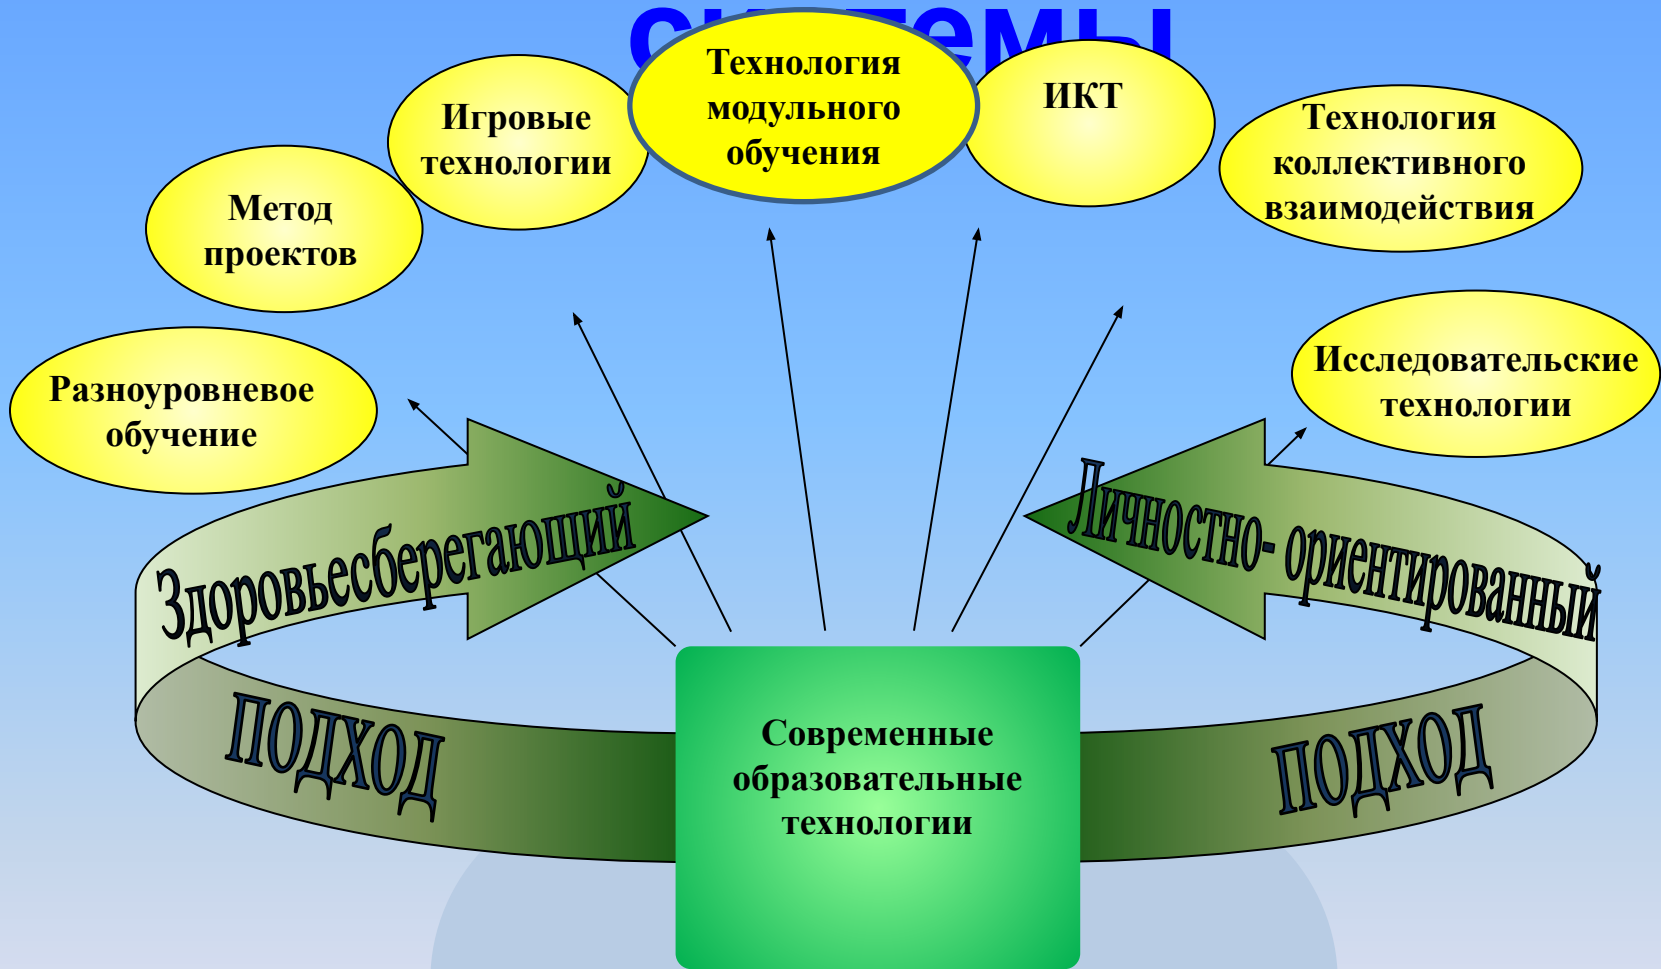 системы
Технология
модульного
обучения
ИКТ
Игровые
технологии
Технология
коллективного
взаимодействия
Метод
проектов
Исследовательские
технологии
Разноуровневое
обучение
Здоровьесберегающий
Личностно- ориентированный
подход
подход
Современные
образовательные
технологии